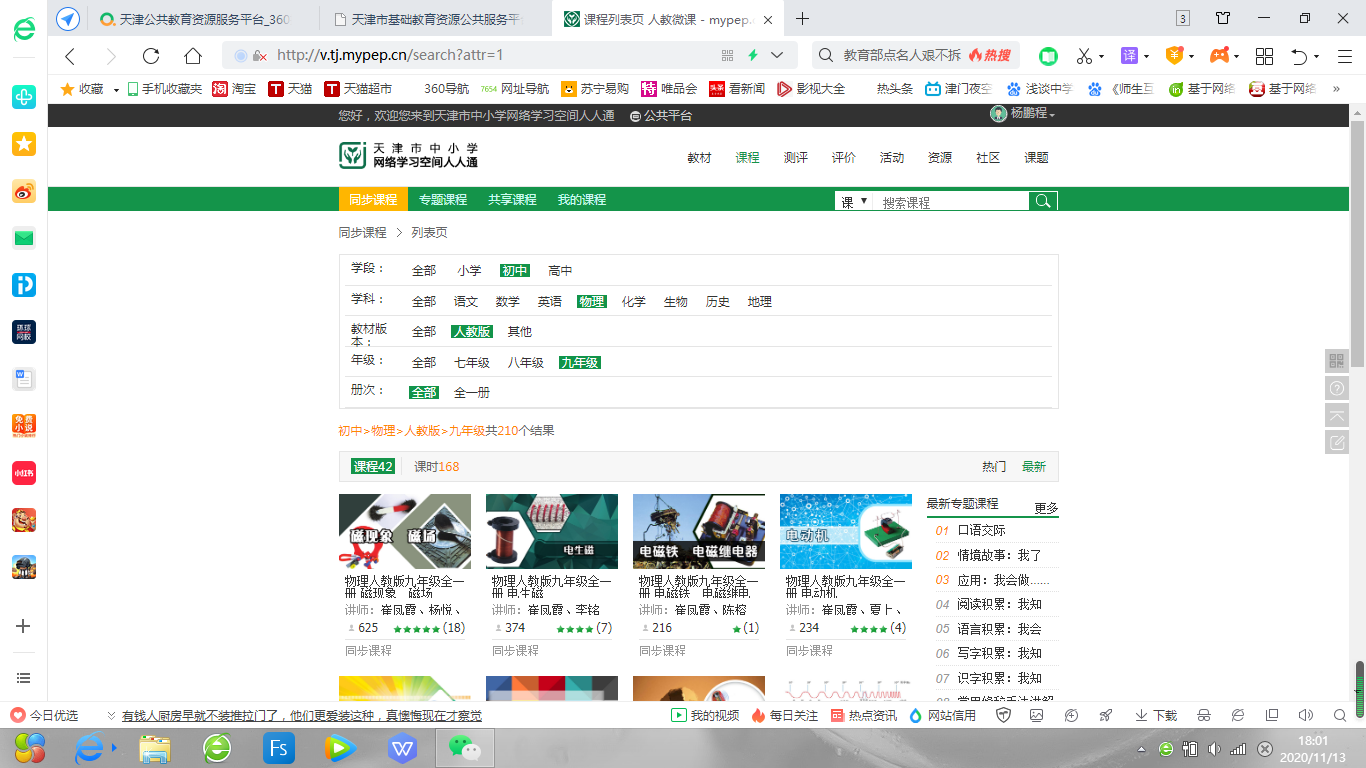 天津公共教育资源服务平台_360
天津市基础教育资源公共服务平
课程列表页 人教微课 - mypep.c
3
http://v.tj.mypep.cn/search?attr=1
教育部点名人艰不拆
热搜
译
收藏
手机收藏夹
淘宝
天猫
天猫超市
360导航
7654 网址导航
苏宁易购
特 唯品会
头条 看新闻
影视大全
热头条
津门夜空
浅谈中学
《师生互
基于网络
基于网络
»
您好，欢迎您来到天津市中小学网络学习空间人人通
公共平台
杨鹏程
天津市中小学
网络学习空间人人通
教材 课程 测评 评价 活动 资源 社区 课题
同步课程 专题课程 共享课程 我的课程
课 ▼ 搜索课程
同步课程 > 列表页
学段： 全部 小学 初中 高中
学科： 全部 语文 数学 英语 物理 化学 生物 历史 地理
教材版本： 全部 人教版 其他
年级： 全部 七年级 八年级 九年级
册次： 全部 全一册
初中>物理>人教版>九年级共210个结果
课程42 课时168 热门 最新
磁现象 磁场
电生磁
电磁铁 电磁继电器
电动机
物理人教版九年级全一册 磁现象 磁场
讲师：崔凤霞、杨悦、
625 ★★★★★(18)
同步课程
物理人教版九年级全一册 电生磁
讲师：崔凤霞、李铭
374 ★★★★(7)
同步课程
物理人教版九年级全一册 电磁铁 电磁继电
讲师：崔凤霞、陈榕
216 ★(1)
同步课程
物理人教版九年级全一册 电动机
讲师：崔凤霞、夏卜、
234 ★★★★(4)
同步课程
最新专题课程 更多
01 口语交际
02 情境故事：我了
03 应用：我会做......
04 阅读积累：我知
05 语言积累：我会
06 写字积累：我知
07 识字积累：我知
08 常用修辞手法讲解
环球网校
免费小说
小红书
今日优选
有钱人厨房早就不装推拉门了，他们更爱装这种，真懊悔现在才察觉
我的视频
每日关注
热点资讯
网站信用
下载
Fs
18:01
2020/11/13